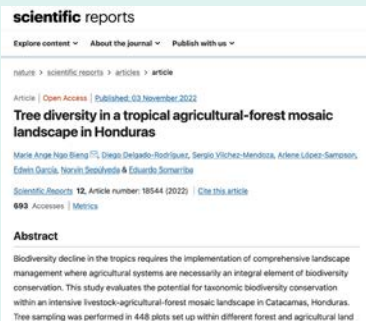 scientific reports
Explore content About the journal Publish with us
nature > scientific reports > articles > article
Article | Open Access | Published: 03 November 2022
Tree diversity in a tropical agricultural-forest mosaic
landscape in Honduras
Marie Ange Ngo Bieng, Diego Delgado-Rodríguez, Sergio Vilchez-Mendoza, Arlene López-Sampson,
Edwin García, Norvin Sepúlveda & Eduardo Somarriba
Scientific Reports 12, Article number: 18544 (2022) | Cite this article
693 Accesses | Metrics
Abstract
Biodiversity decline in the tropics requires the implementation of comprehensive landscape
management where agricultural systems are necessarily an integral element of biodiversity
conservation. This study evaluates the potential for taxonomic biodiversity conservation
within an intensive livestock-agricultural-forest mosaic landscape in Catacamas, Honduras.
Tree sampling was performed in 448 plots set up within different forest and agricultural land